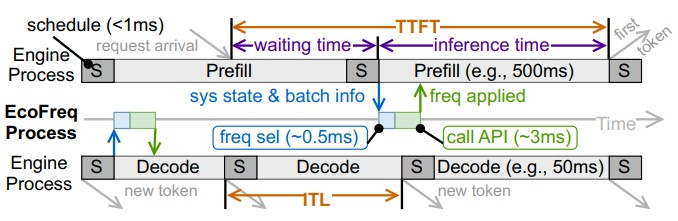 schedule (<1ms)
request arrival
TTFT
first token
waiting time
inference time
Engine Process
S
Prefill
S
Prefill (e.g., 500ms)
S
sys state & batch info
freq applied
EcoFreq Process
Time
freq sel (~0.5ms)
call API (~3ms)
Engine Process
S
Decode
S
Decode
S
Decode (e.g., 50ms)
S
new token
ITL
new token